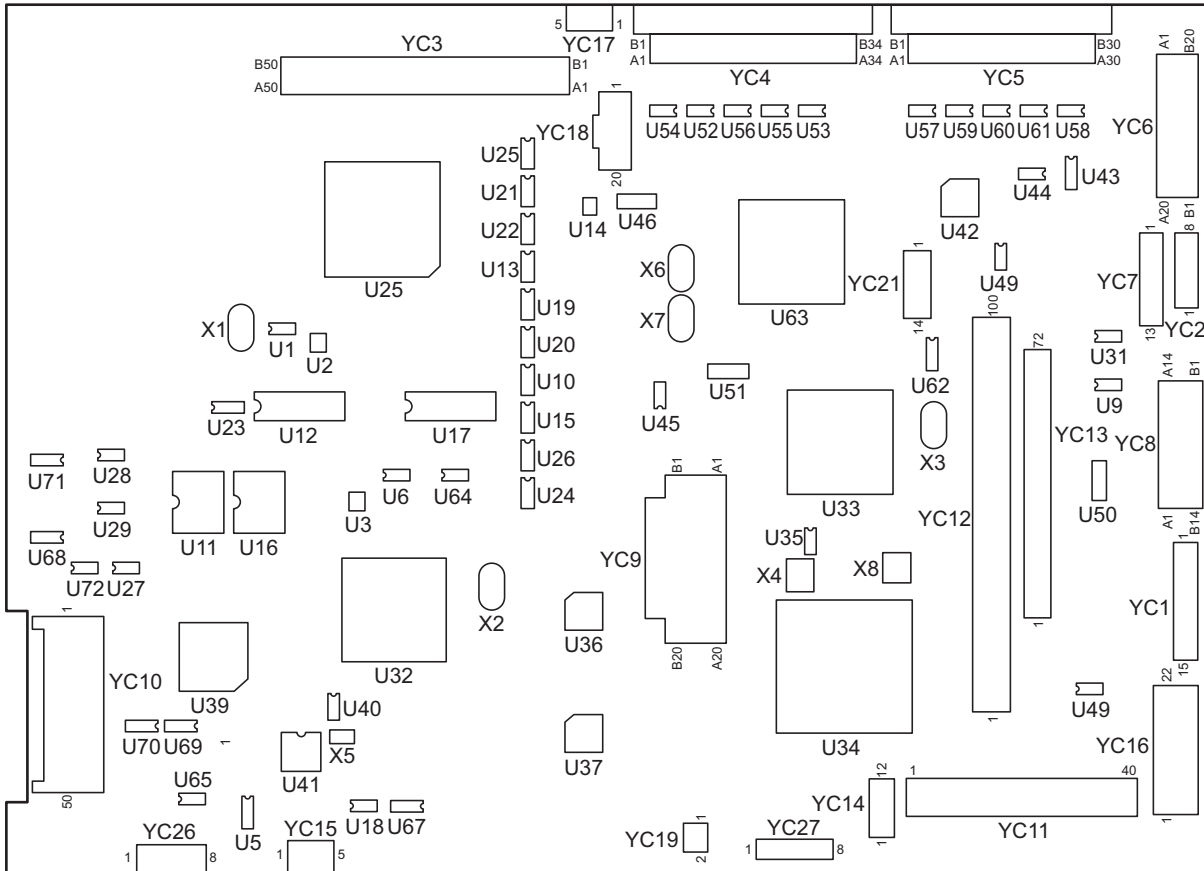 5 1
YC17
YC3
B50 B1
A50 A1
B1 B34
A1 A34
YC4
B1 B30
A1 A30
YC5
A1 B20
YC6
A20 B1
1
YC18
20
U54 U52 U56 U55 U53
U57 U59 U60 U61 U58
U25
U21
U22
U13
U19
U20
U10
U15
U26
U24
U14
U46
U44
U43
U42
U49
U25
U63
X6
X7
1
YC21
14
1 8
YC7
13 1
YC2
X1
U1
U2
U23
U12
U17
U45
U51
U62
X3
100
YC12
1
72
YC13
1
U31
U9
A14 B1
YC8
A1 B14
U50
U71
U28
U29
U68
U72 U27
U11
U16
U3
U6
U64
B1 A1
YC9
B20 A20
U33
U35
X4
X8
1
YC1
15
1
YC10
50
U39
U32
X2
U36
U37
U34
U49
22
YC16
1
U70 U69
1
U40
X5
U41
U65
U5
U18 U67
YC26
1 8
YC15
1 5
YC19
1
2
YC27
1 8
12
YC14
1
1 40
YC11